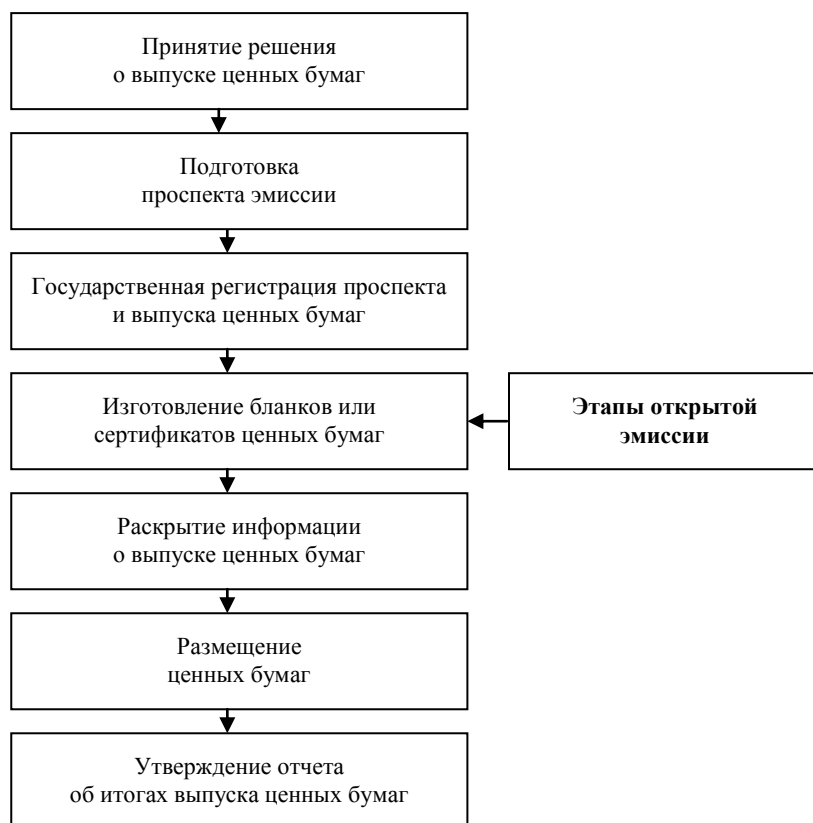 Принятие решения
о выпуске ценных бумаг
Подготовка
проспекта эмиссии
Государственная регистрация проспекта
и выпуска ценных бумаг
Изготовление бланков или
сертификатов ценных бумаг
Этапы открытой
эмиссии
Раскрытие информации
о выпуске ценных бумаг
Размещение
ценных бумаг
Утверждение отчета
об итогах выпуска ценных бумаг